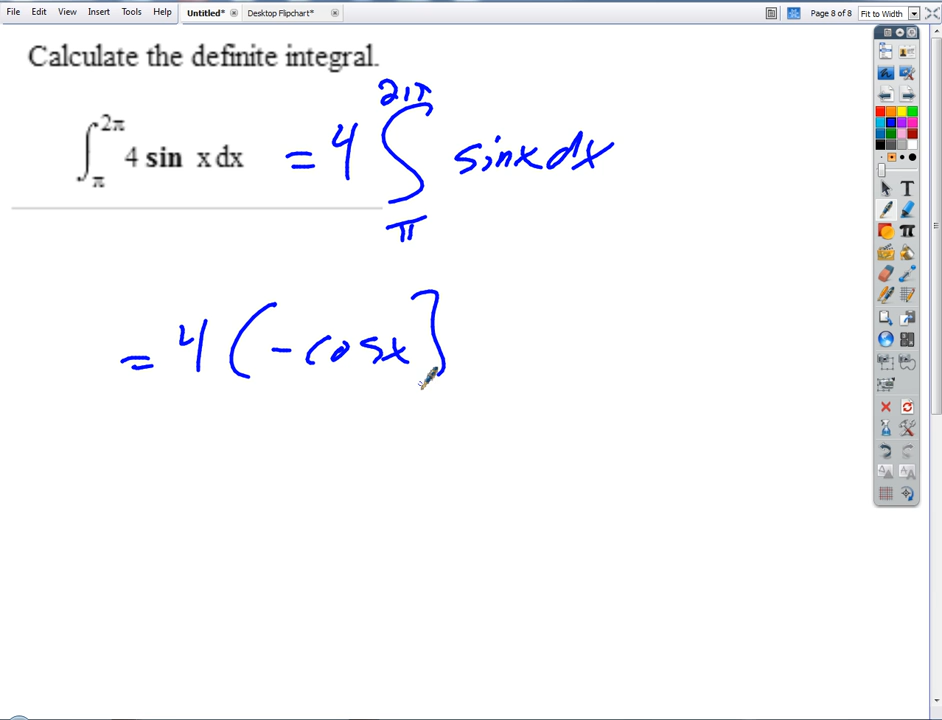 File Edit View Insert Tools Help Untitled* Desktop Flipchart* Page 8 of 8 Fit to Width
Calculate the definite integral.
∫_π^{2π} 4 sin x dx = 4 ∫_π^{2π} sinx dx
= 4 ( - cosx ]
T
π